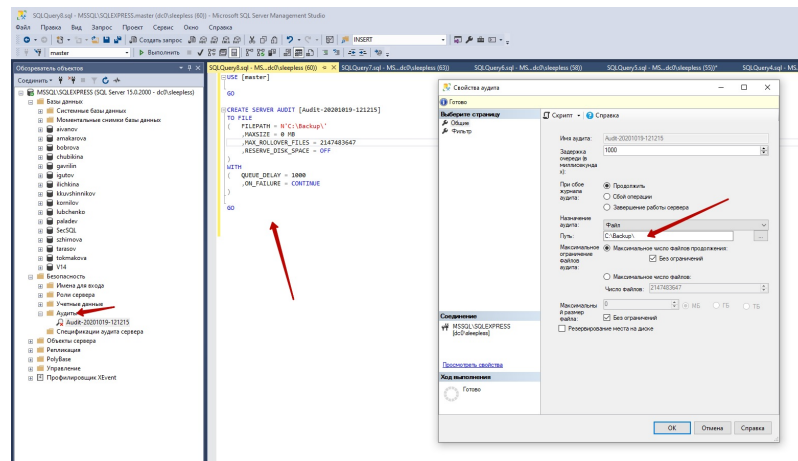 SQLQuery8.sql - MSSQL\SQLEXPRESS.master (dc0\sleepless (60)) - Microsoft SQL Server Management Studio
Файл Правка Вид Запрос Проект Сервис Окно Справка
Создать запрос
INSERT
master
Выполнить
Обозреватель объектов
SQLQuery8.sql - MS...dc0\sleepless (60))
SQLQuery7.sql - MS...dc0\sleepless (63))
SQLQuery6.sql - MS...dc0\sleepless (58))
SQLQuery5.sql - MS...dc0\sleepless (55))*
SQLQuery4.sql - MS
Соединить
MSSQL\SQLEXPRESS (SQL Server 15.0.2000 - dc0\sleepless)
Базы данных
Системные базы данных
Моментальные снимки базы данных
aivanov
amakarova
bobrova
chubikina
gavrilin
igutov
ilichkina
kkuvshinnikov
kornilov
lubchenko
paladev
SecSQL
szhimova
tarasov
tokmakova
V14
Безопасность
Имена для входа
Роли сервера
Учетные данные
Аудиты
Audit-20201019-121215
Спецификации аудита сервера
Объекты сервера
Репликация
PolyBase
Управление
Профилировщик XEvent
USE [master]
GO
CREATE SERVER AUDIT [Audit-20201019-121215]
TO FILE
( FILEPATH = N'C:\Backup\'
,MAXSIZE = 0 MB
,MAX_ROLLOVER_FILES = 2147483647
,RESERVE_DISK_SPACE = OFF
)
WITH
( QUEUE_DELAY = 1000
,ON_FAILURE = CONTINUE
)
GO
Свойства аудита
Готово
Выберите страницу
Общие
Фильтр
Скрипт
Справка
Имя аудита: Audit-20201019-121215
Задержка очереди (в миллисекундах): 1000
При сбое журнала аудита:
Продолжить
Сбой операции
Завершение работы сервера
Назначение аудита: Файл
Путь: C:\Backup\ ...
Максимальное ограничение файлов аудита:
Максимальное число файлов продолжения:
Без ограничений
Максимальное число файлов:
Число файлов: 2147483647
Максимальный размер файла: 0 МБ ГБ ТБ
Без ограничений
Резервирование места на диске
Соединение
MSSQL\SQLEXPRESS
[dc0\sleepless]
Просмотреть свойства
Ход выполнения
Готово
OK Отмена Справка